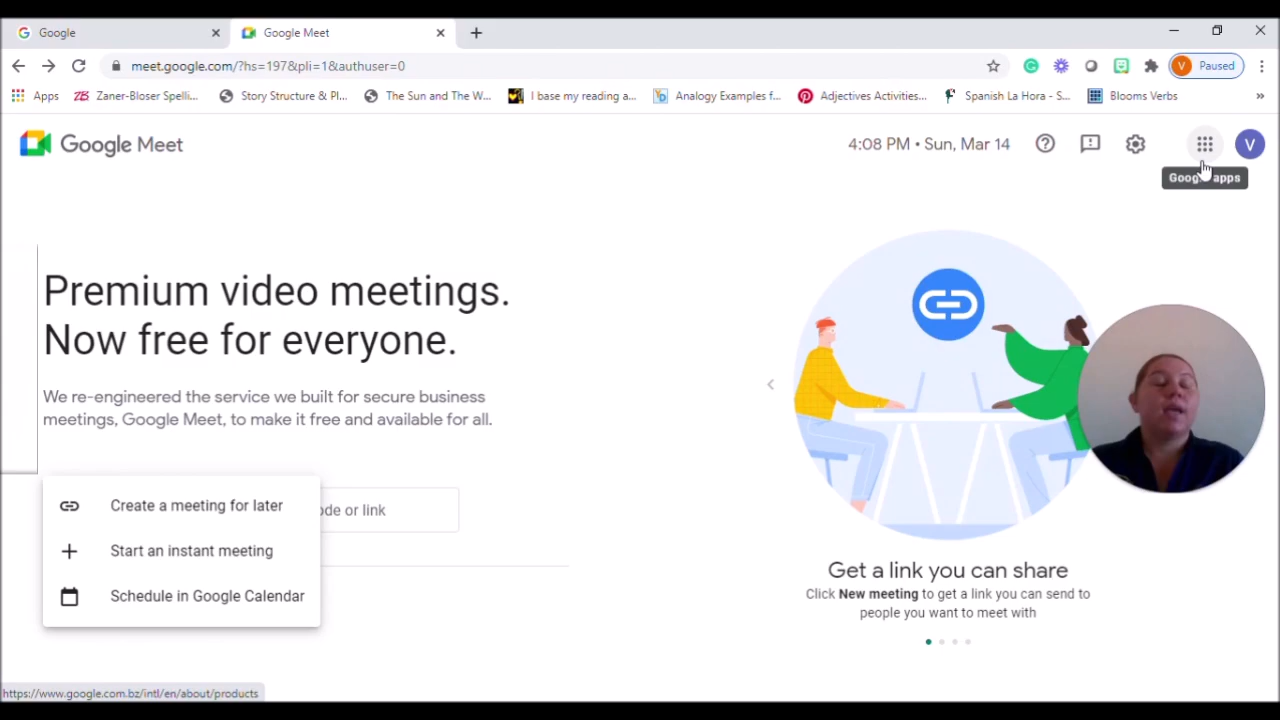 Google
Google Meet
meet.google.com/?hs=197&pli=1&authuser=0
V Paused
Apps
Zaner-Bloser Spelli...
Story Structure & Pl...
The Sun and The W...
I base my reading a...
Analogy Examples f...
Adjectives Activities...
Spanish La Hora - S...
Blooms Verbs
Google Meet
4:08 PM • Sun, Mar 14
V
Google apps
Premium video meetings.
Now free for everyone.
We re-engineered the service we built for secure business
meetings, Google Meet, to make it free and available for all.
Create a meeting for later
Start an instant meeting
Schedule in Google Calendar
ode or link
Get a link you can share
Click New meeting to get a link you can send to
people you want to meet with
https://www.google.com.bz/intl/en/about/products